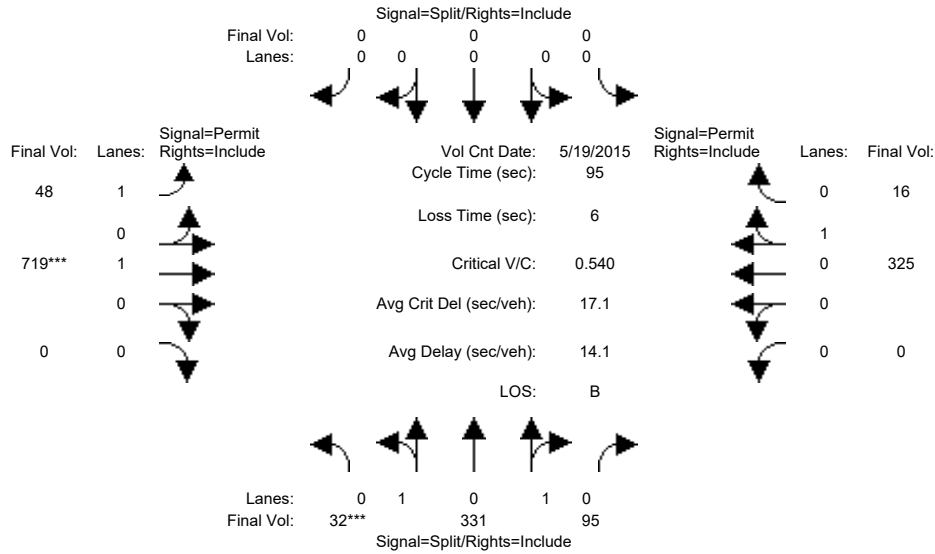 Signal=Split/Rights=Include
Final Vol: 0 0 0
Lanes: 0 0 0 0 0
Signal=Permit Signal=Permit
Final Vol: Lanes: Rights=Include Vol Cnt Date: 5/19/2015 Rights=Include Lanes: Final Vol:
Cycle Time (sec): 95
48 1 0 16
Loss Time (sec): 6
0 1
719*** 1 Critical V/C: 0.540 0 325
0 Avg Crit Del (sec/veh): 17.1 0
0 0 Avg Delay (sec/veh): 14.1 0 0
LOS: B
Lanes: 0 1 0 1 0
Final Vol: 32*** 331 95
Signal=Split/Rights=Include